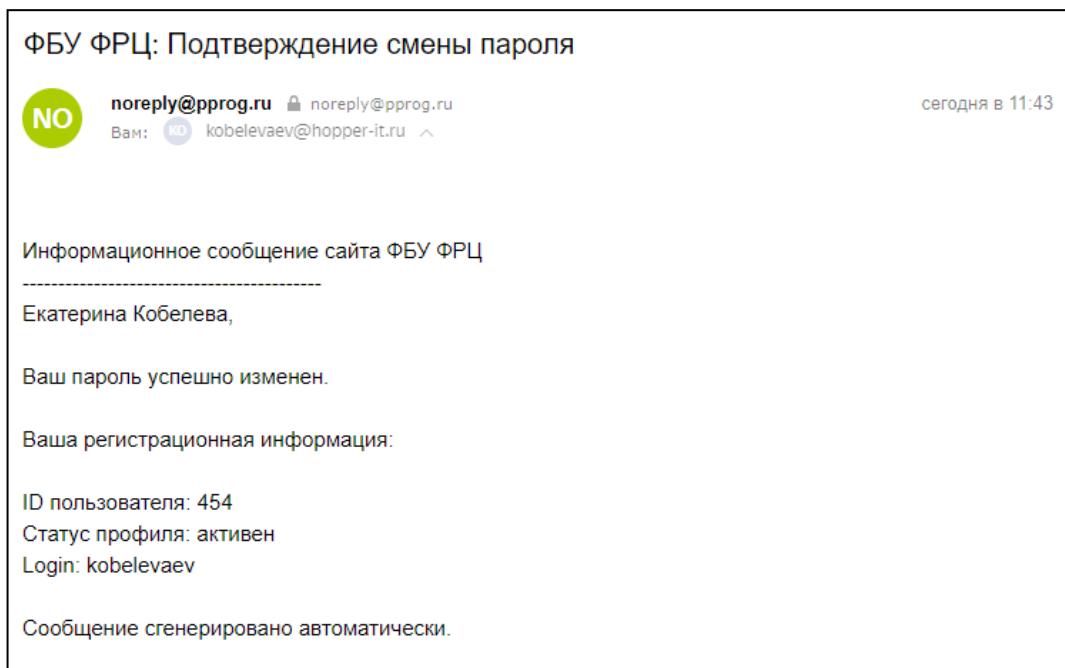 ФБУ ФРЦ: Подтверждение смены пароля
NO
noreply@pprog.ru noreply@pprog.ru
сегодня в 11:43
Вам: KO kobelevaev@hopper-it.ru
Информационное сообщение сайта ФБУ ФРЦ
------------------------------------------
Екатерина Кобелева,
Ваш пароль успешно изменен.
Ваша регистрационная информация:
ID пользователя: 454
Статус профиля: активен
Login: kobelevaev
Сообщение сгенерировано автоматически.